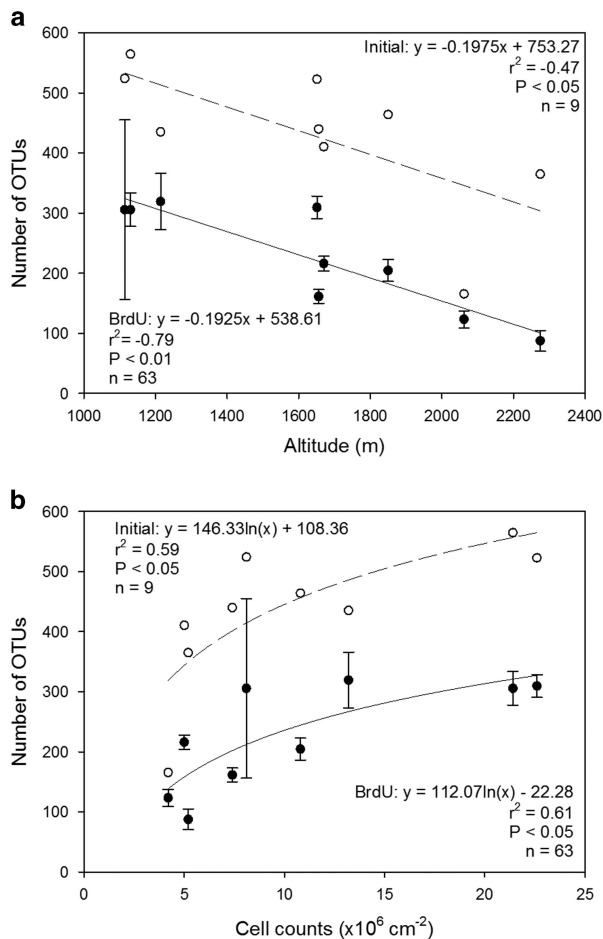 a
600
500
400
300
200
100
0
Number of OTUs
Initial: y = -0.1975x + 753.27
r² = -0.47
P < 0.05
n = 9
BrdU: y = -0.1925x + 538.61
r²= -0.79
P < 0.01
n = 63
1000 1200 1400 1600 1800 2000 2200 2400
Altitude (m)
b
600
500
400
300
200
100
0
Number of OTUs
Initial: y = 146.33ln(x) + 108.36
r² = 0.59
P < 0.05
n = 9
BrdU: y = 112.07ln(x) - 22.28
r² = 0.61
P < 0.05
n = 63
0 5 10 15 20 25
Cell counts (x10⁶ cm⁻²)